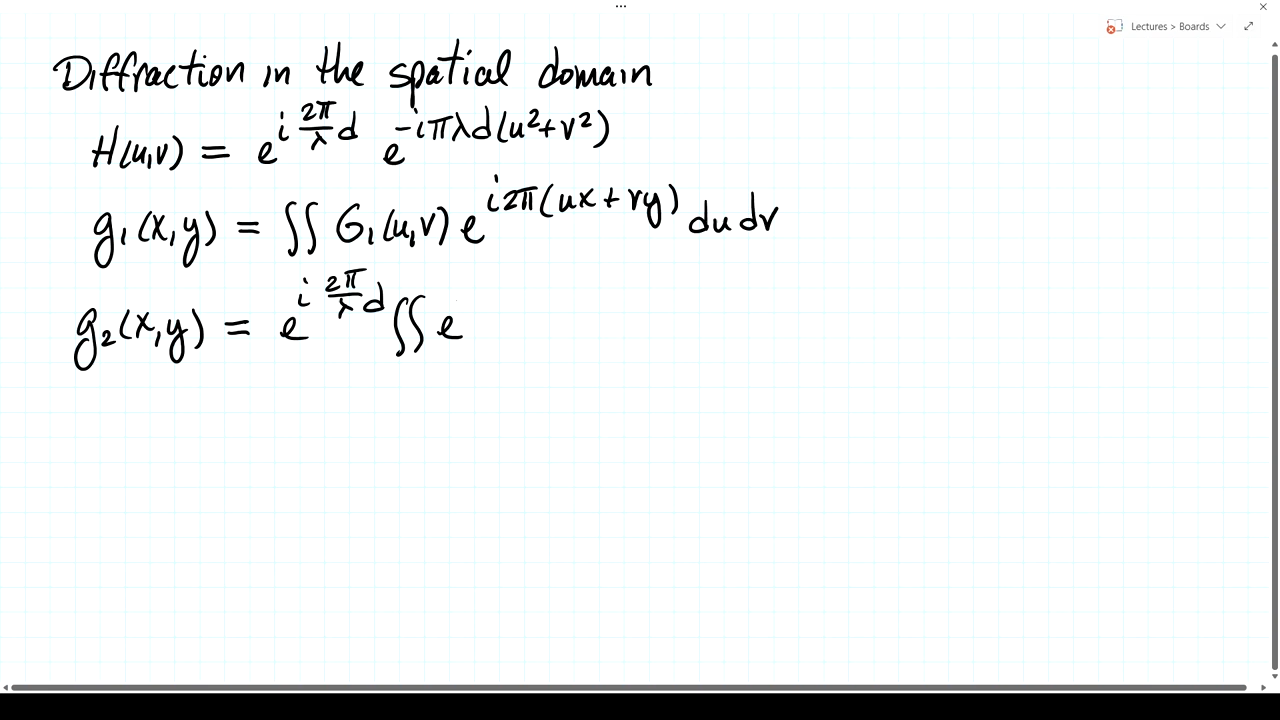 ...
Lectures > Boards
Diffraction in the spatial domain
H(u,v) = e^{i 2π/λ d} e^{-iπλd(u²+v²)}
g₁(x,y) = ∬ G₁(u,v) e^{i2π(ux+vy)} du dv
g₂(x,y) = e^{i 2π/λ d} ∬ e